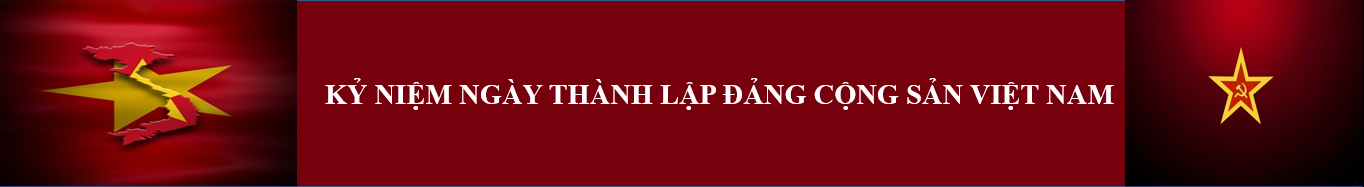 KỶ NIỆM NGÀY THÀNH LẬP ĐẢNG CỘNG SẢN VIỆT NAM